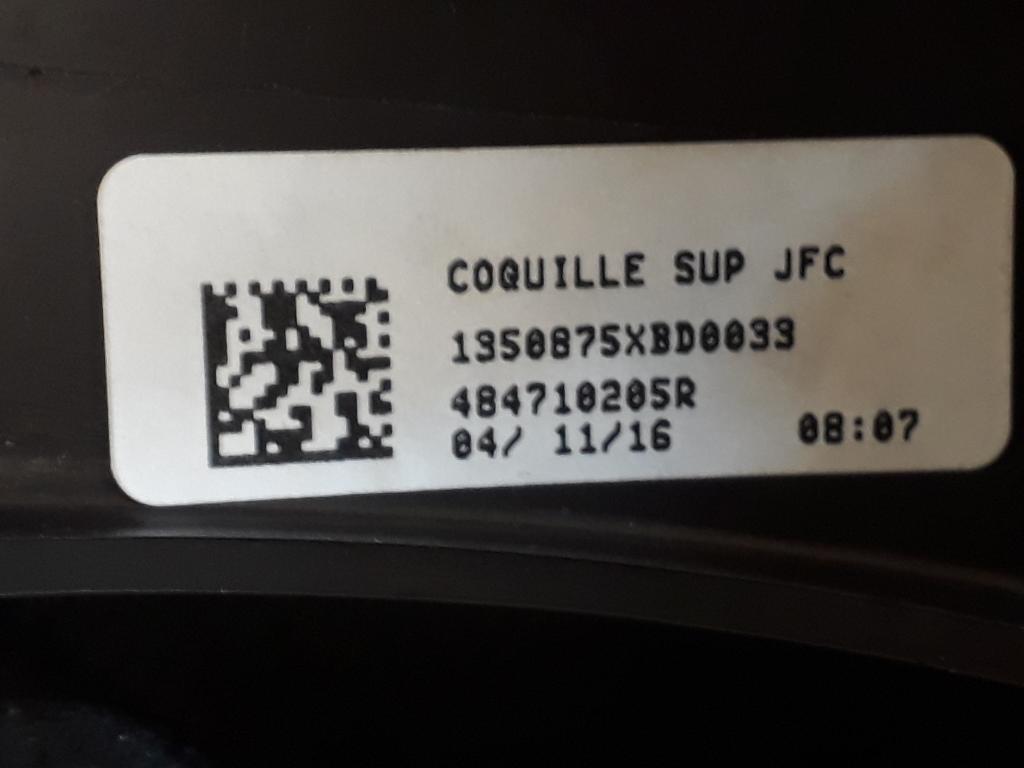 COQUILLE SUP JFC
1350875XBD0033
484710205R
04/ 11/16 08:07